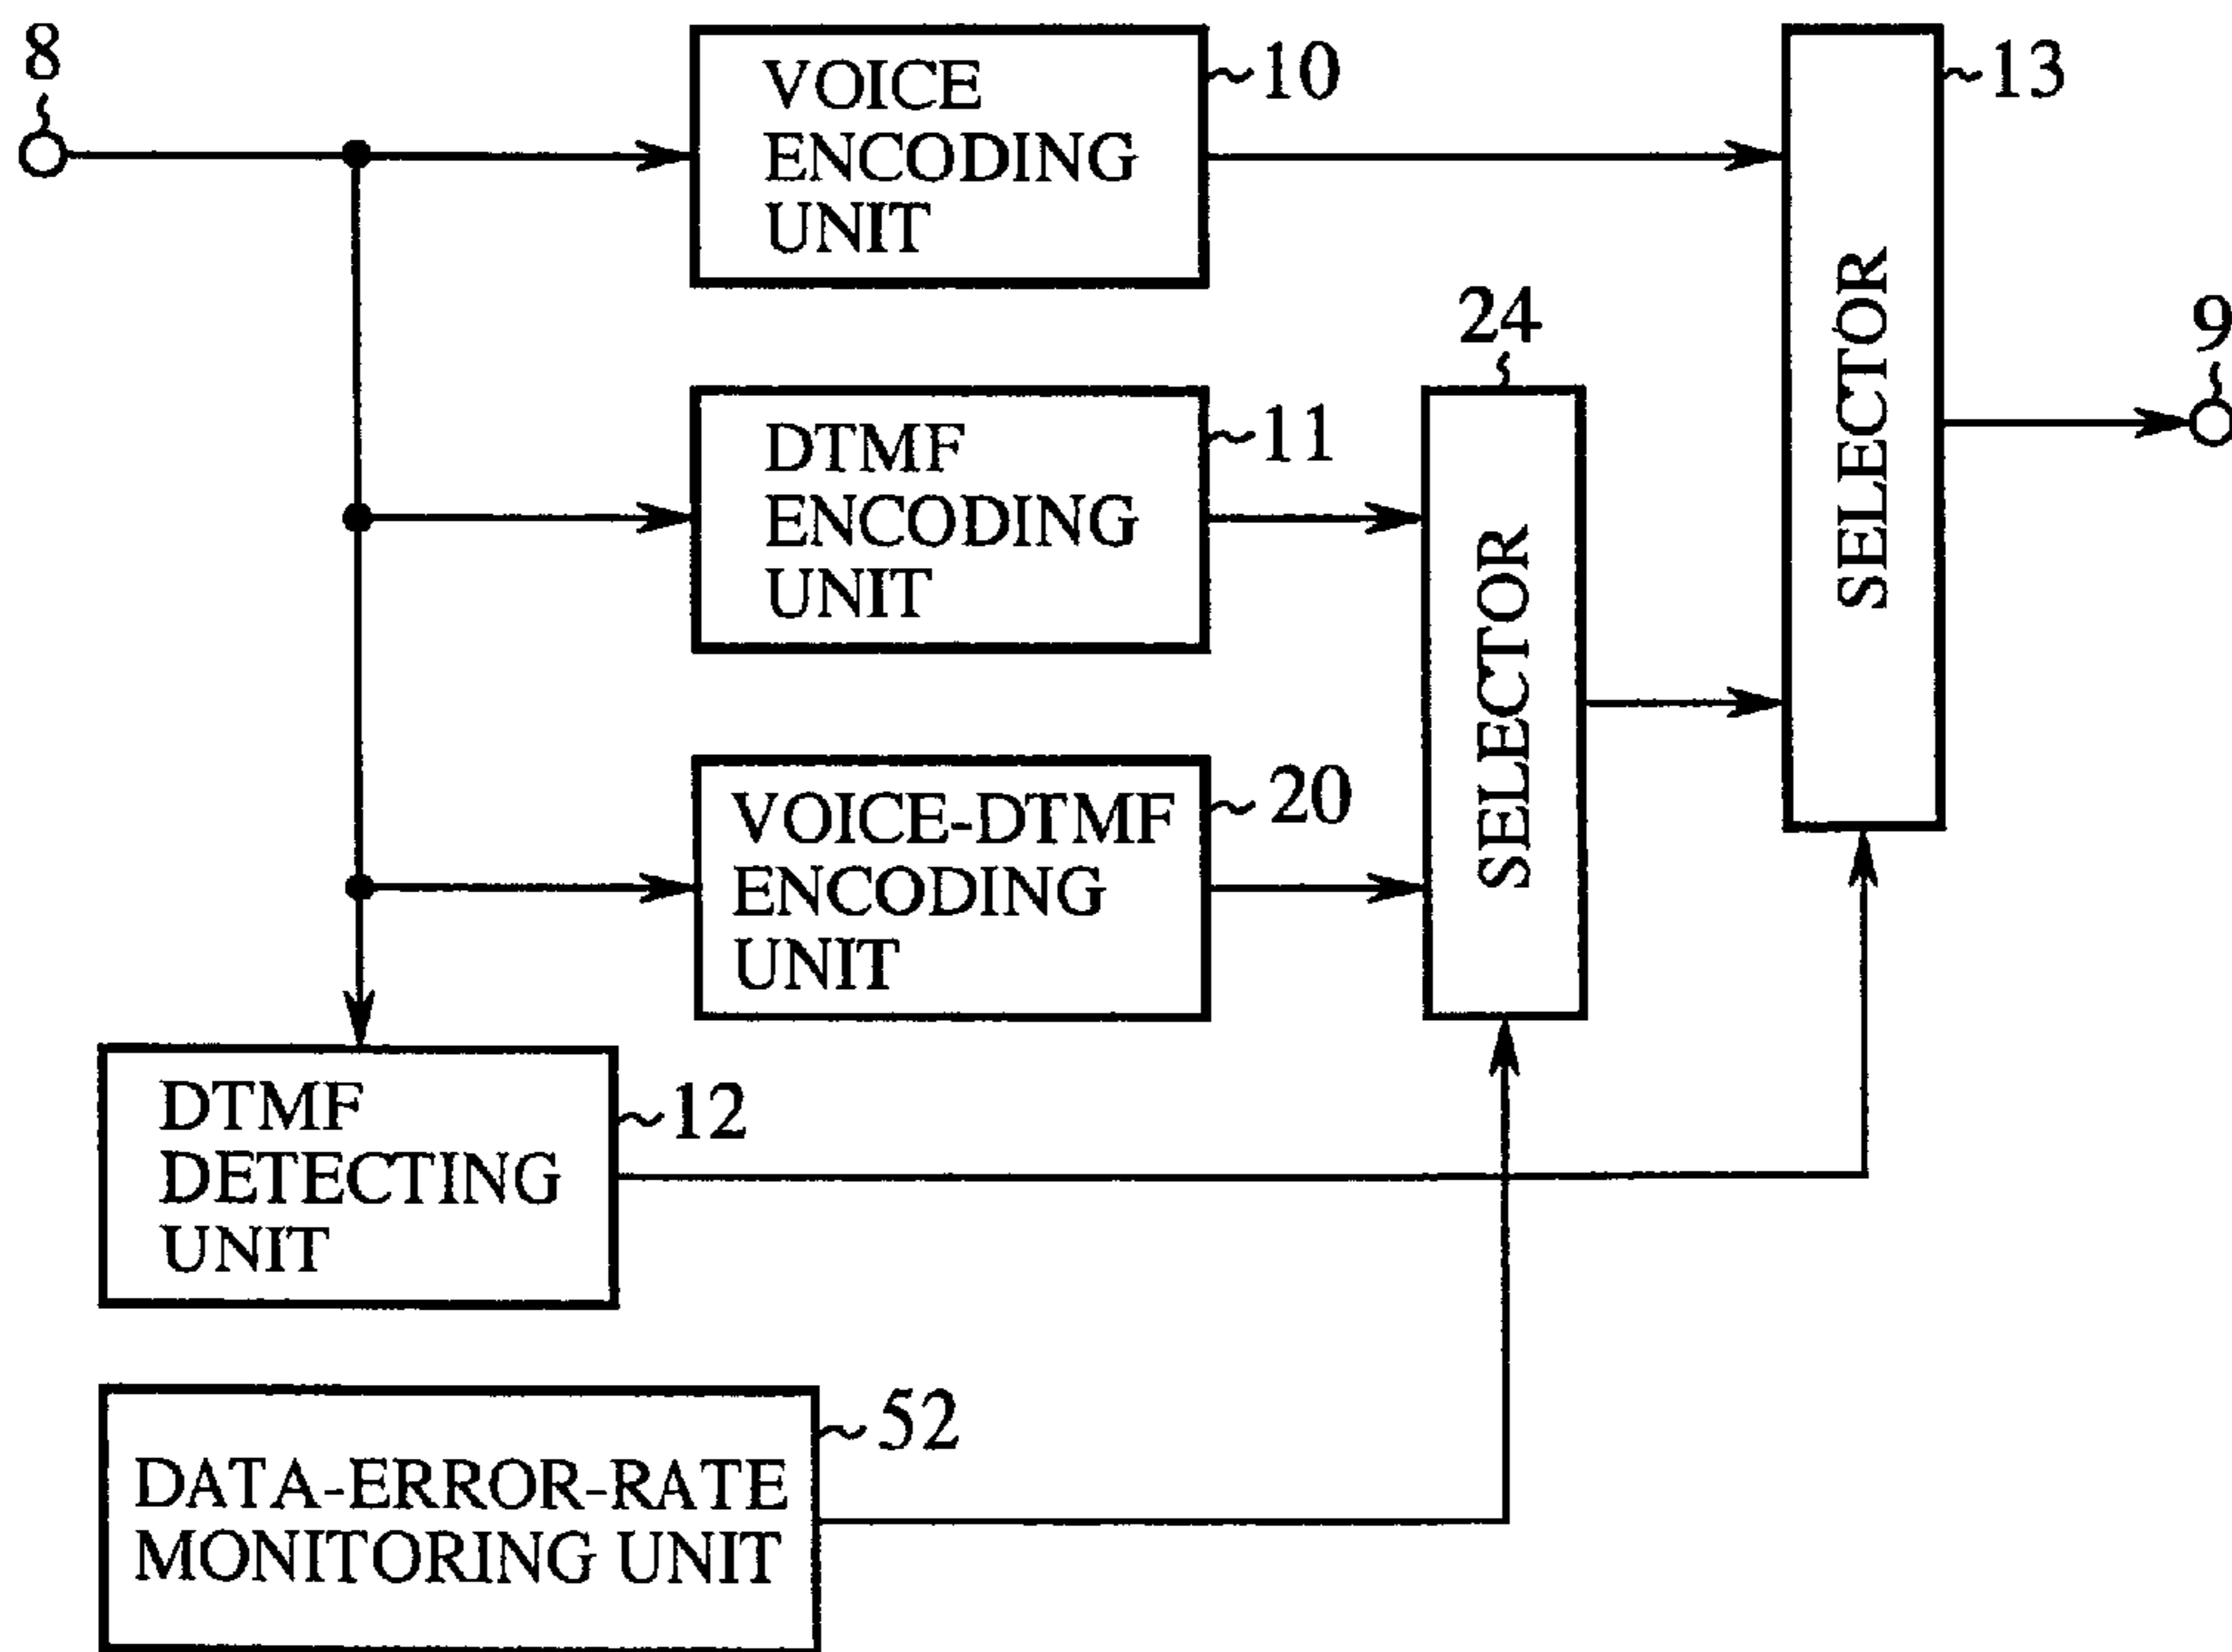 8
VOICE
ENCODING
UNIT
10
13
SELECTOR
9
24
DTMF
ENCODING
UNIT
11
SELECTOR
VOICE-DTMF
ENCODING
UNIT
20
DTMF
DETECTING
UNIT
12
DATA-ERROR-RATE
MONITORING UNIT
52